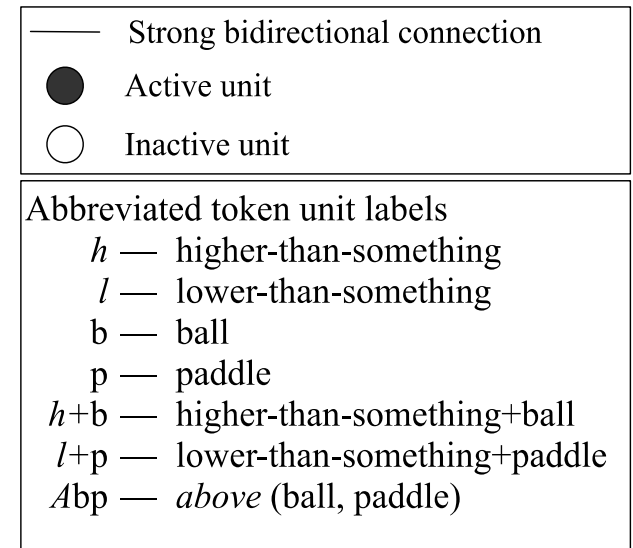 Strong bidirectional connection
Active unit
Inactive unit
Abbreviated token unit labels
h — higher-than-something
l — lower-than-something
b — ball
p — paddle
h+b — higher-than-something+ball
l+p — lower-than-something+paddle
Abp — above (ball, paddle)